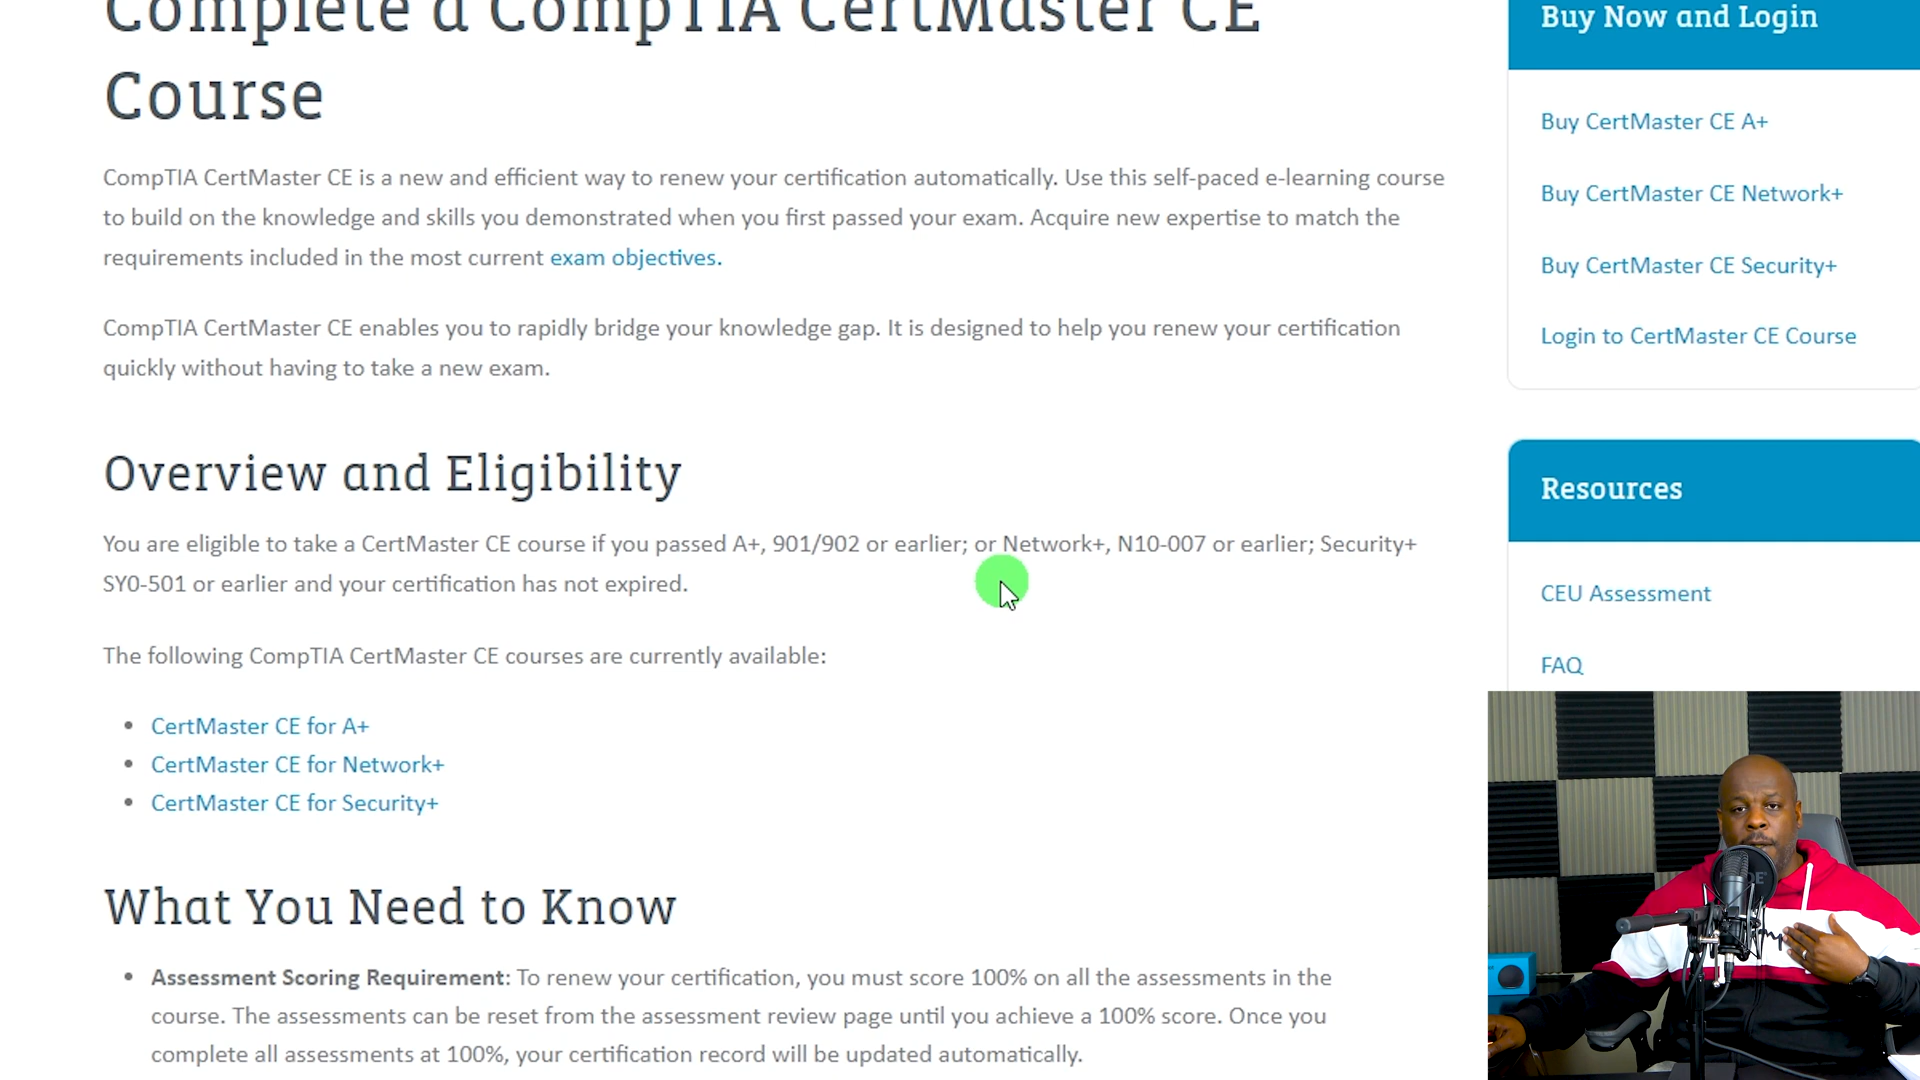 Complete a CompTIA CertMaster CE
Course
CompTIA CertMaster CE is a new and efficient way to renew your certification automatically. Use this self-paced e-learning course
to build on the knowledge and skills you demonstrated when you first passed your exam. Acquire new expertise to match the
requirements included in the most current exam objectives.
CompTIA CertMaster CE enables you to rapidly bridge your knowledge gap. It is designed to help you renew your certification
quickly without having to take a new exam.
Overview and Eligibility
You are eligible to take a CertMaster CE course if you passed A+, 901/902 or earlier; or Network+, N10-007 or earlier; Security+
SY0-501 or earlier and your certification has not expired.
The following CompTIA CertMaster CE courses are currently available:
• CertMaster CE for A+
• CertMaster CE for Network+
• CertMaster CE for Security+
What You Need to Know
• Assessment Scoring Requirement: To renew your certification, you must score 100% on all the assessments in the
course. The assessments can be reset from the assessment review page until you achieve a 100% score. Once you
complete all assessments at 100%, your certification record will be updated automatically.
Buy Now and Login
Buy CertMaster CE A+
Buy CertMaster CE Network+
Buy CertMaster CE Security+
Login to CertMaster CE Course
Resources
CEU Assessment
FAQ